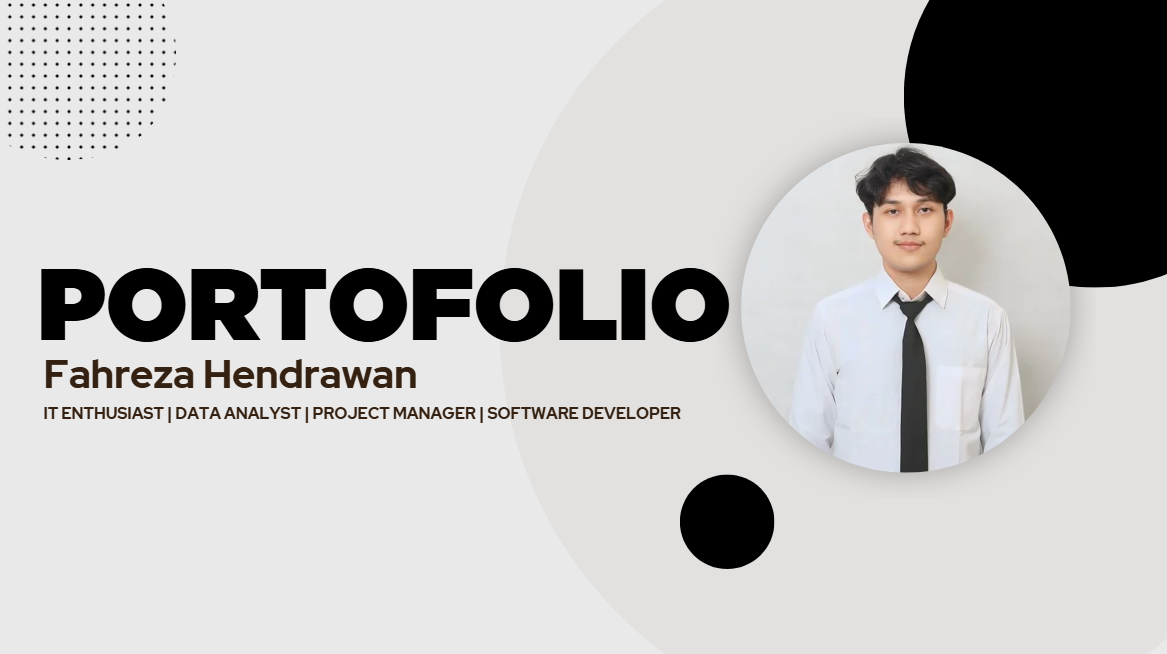 PORTOFOLIO
Fahreza Hendrawan
IT ENTHUSIAST | DATA ANALYST | PROJECT MANAGER | SOFTWARE DEVELOPER